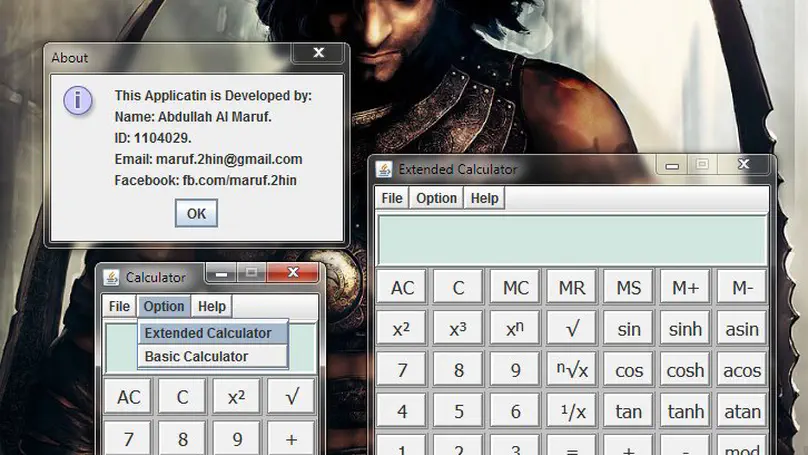 About
This Applicatin is Developed by:
Name: Abdullah Al Maruf.
ID: 1104029.
Email: maruf.2hin@gmail.com
Facebook: fb.com/maruf.2hin
OK
Calculator
File Option Help
Extended Calculator
Basic Calculator
AC C x² √
7 8 9 +
Extended Calculator
File Option Help
AC C MC MR MS M+ M-
x² x³ xⁿ √ sin sinh asin
7 8 9 ⁿ√x cos cosh acos
4 5 6 ¹/x tan tanh atan
1 2 3 = + - mod